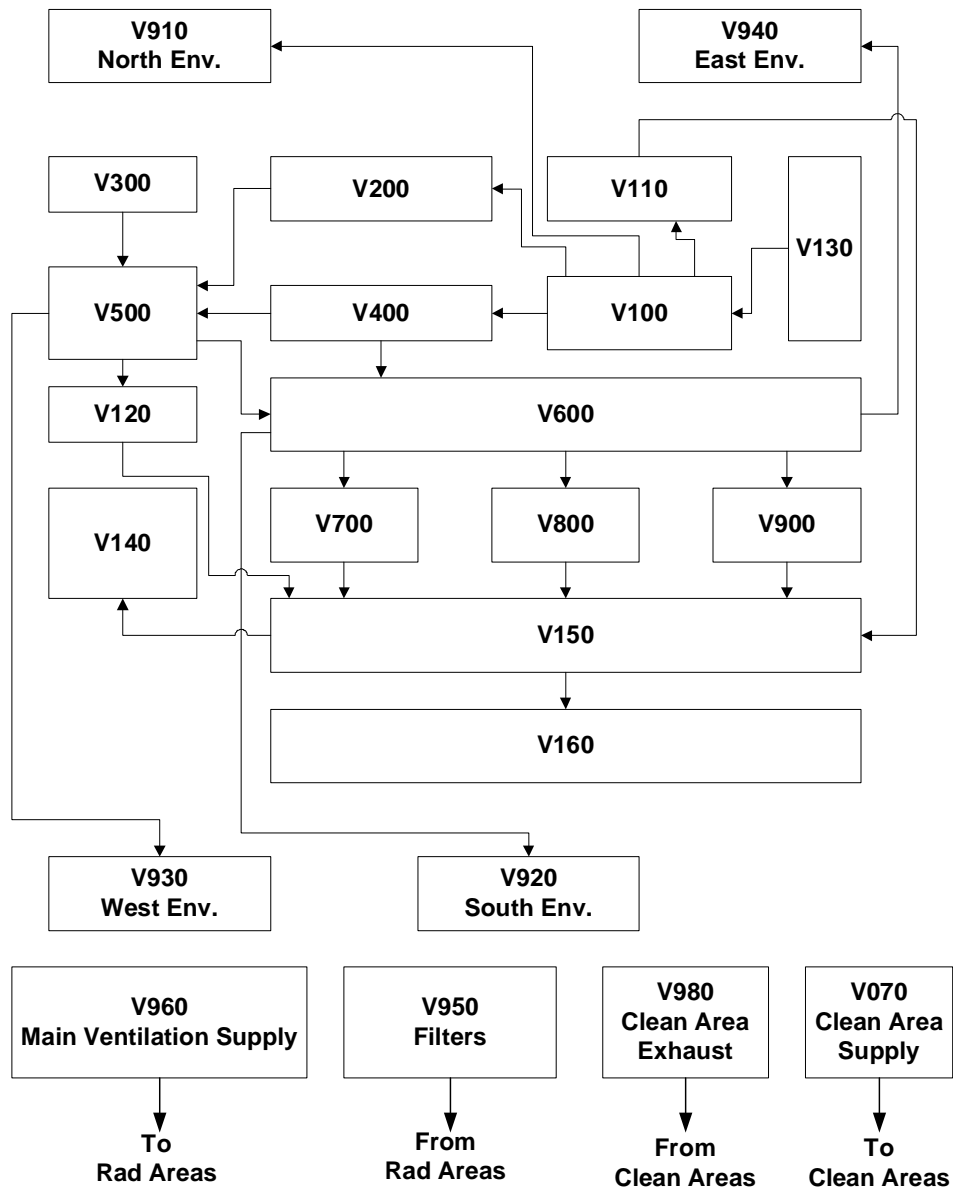 V910
North Env.
V940
East Env.
V300
V200
V110
V130
V500
V400
V100
V120
V600
V140
V700
V800
V900
V150
V160
V930
West Env.
V920
South Env.
V960
Main Ventilation Supply
V950
Filters
V980
Clean Area
Exhaust
V070
Clean Area
Supply
To
Rad Areas
From
Rad Areas
From
Clean Areas
To
Clean Areas